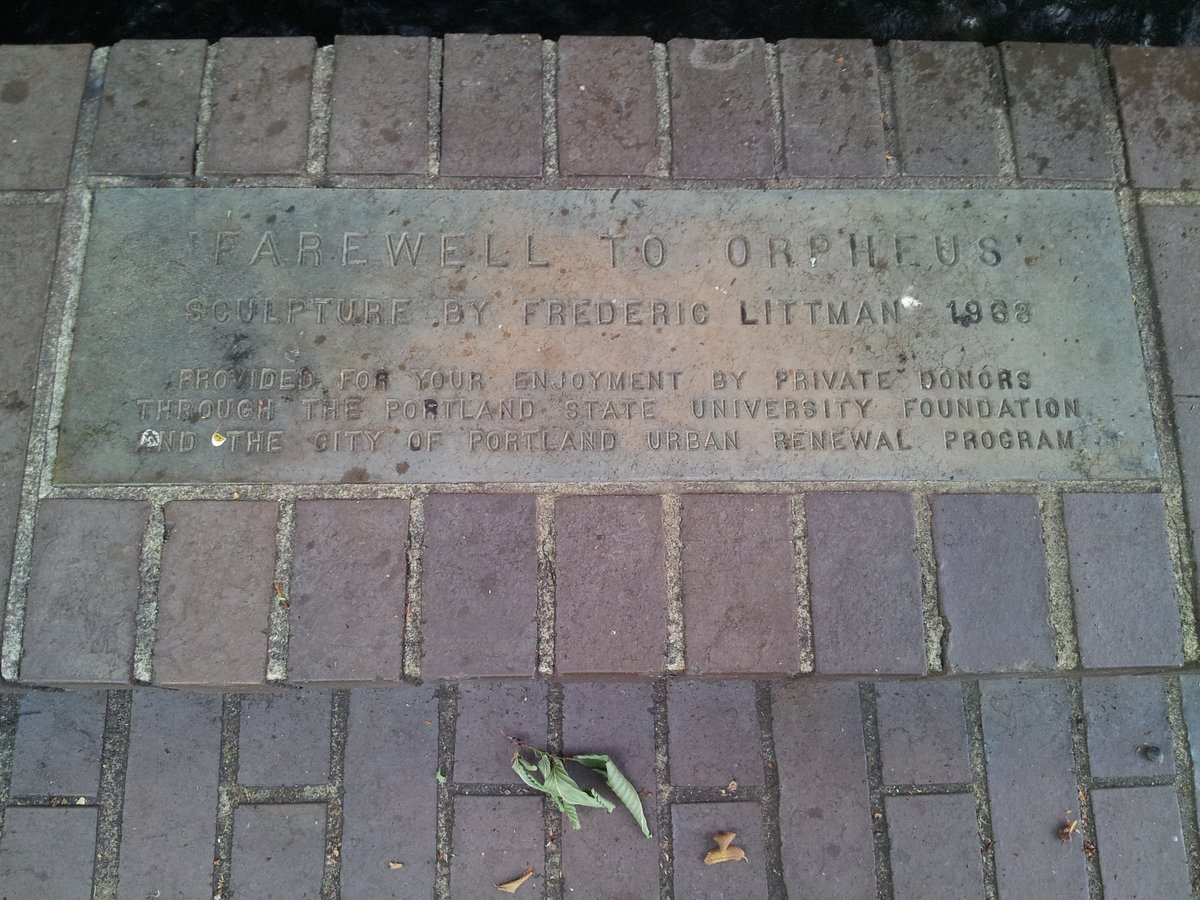 'FAREWELL TO ORPHEUS'
SCULPTURE BY FREDERIC LITTMAN 1968
PROVIDED FOR YOUR ENJOYMENT BY PRIVATE DONORS
THROUGH THE PORTLAND STATE UNIVERSITY FOUNDATION
AND THE CITY OF PORTLAND URBAN RENEWAL PROGRAM